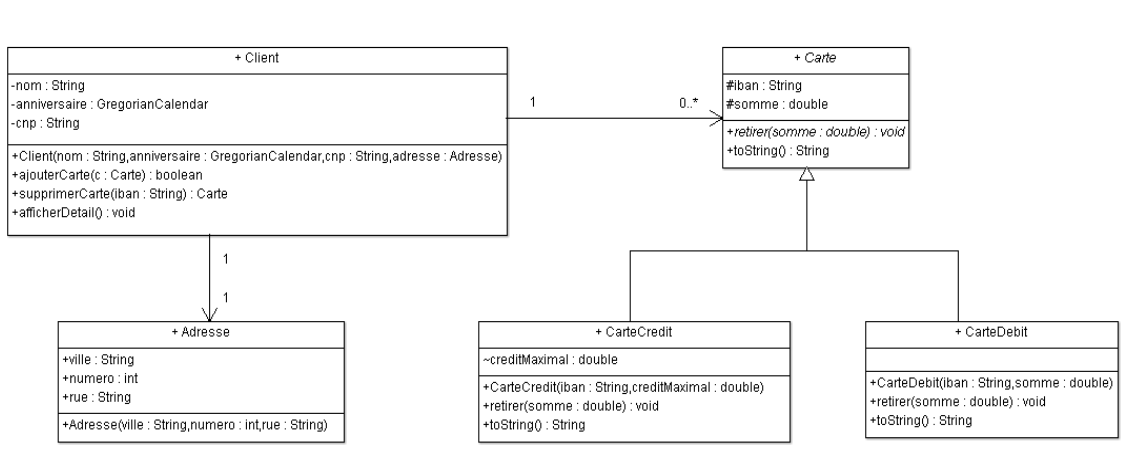 + Client
-nom : String
-anniversaire : GregorianCalendar
-cnp : String
+Client(nom : String,anniversaire : GregorianCalendar,cnp : String,adresse : Adresse)
+ajouterCarte(c : Carte) : boolean
+supprimerCarte(iban : String) : Carte
+afficherDetail() : void
1
0..*
+ Carte
#iban : String
#somme : double
+retirer(somme : double) : void
+toString() : String
1
1
+ Adresse
+ville : String
+numero : int
+rue : String
+Adresse(ville : String,numero : int,rue : String)
+ CarteCredit
~creditMaximal : double
+CarteCredit(iban : String,creditMaximal : double)
+retirer(somme : double) : void
+toString() : String
+ CarteDebit
+CarteDebit(iban : String,somme : double)
+retirer(somme : double) : void
+toString() : String